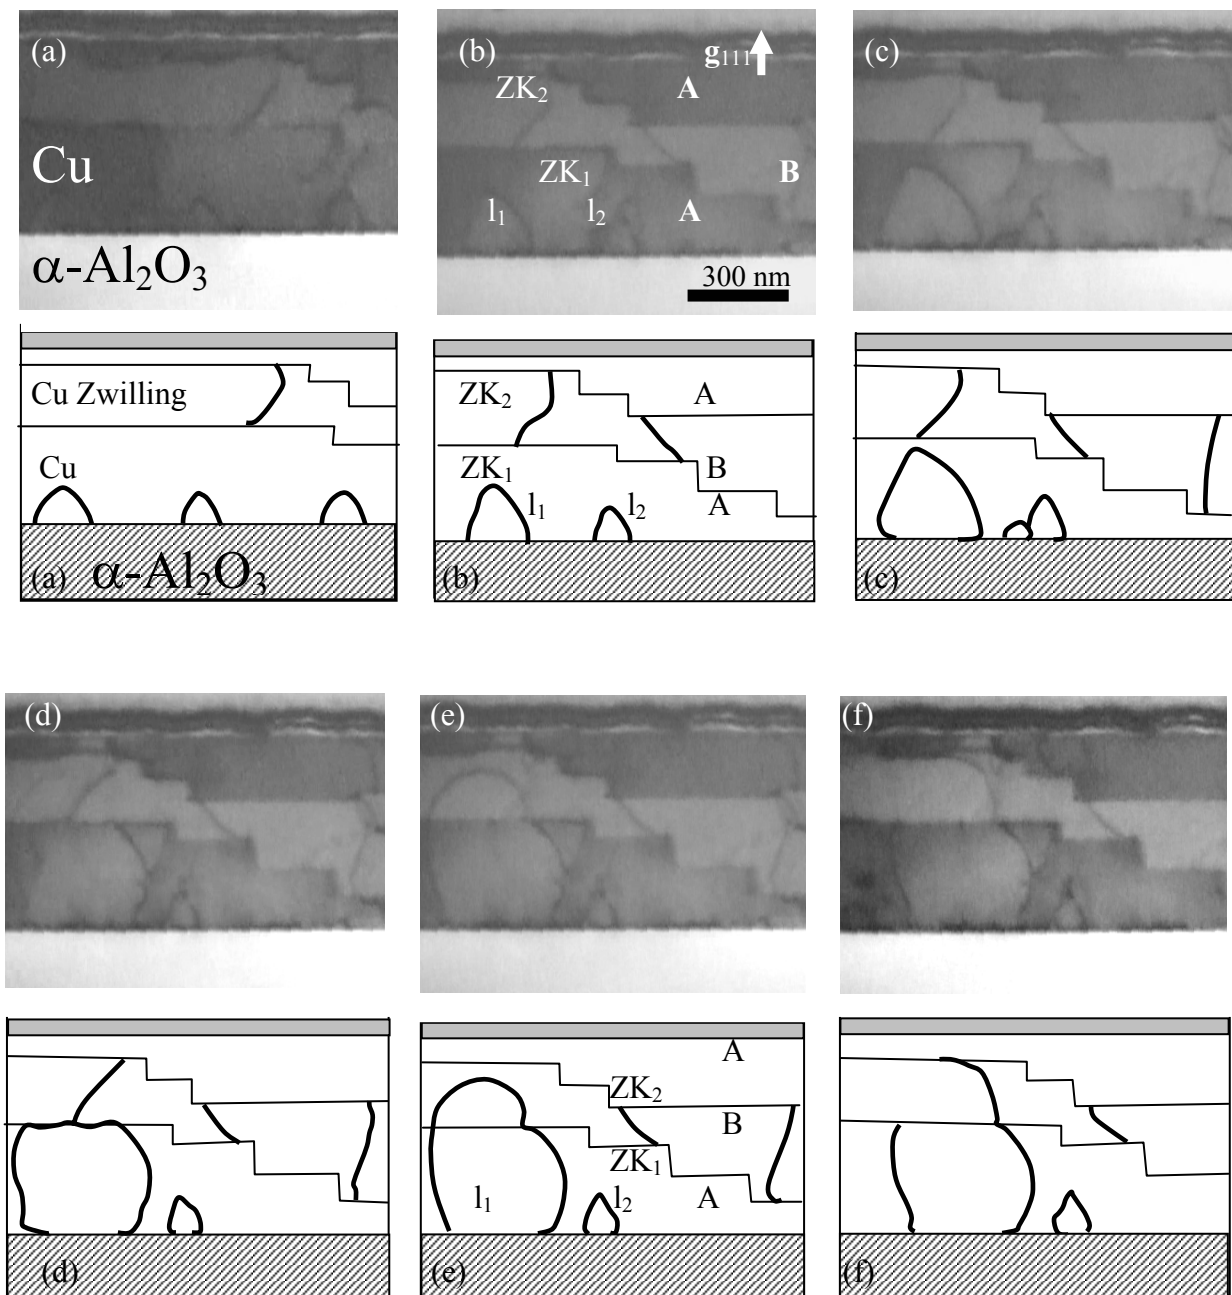 (a)
Cu
α-Al₂O₃
(b)
g₁₁₁
ZK₂
A
ZK₁
B
l₁
l₂
A
300 nm
(c)
Cu Zwilling
Cu
(a)
α-Al₂O₃
ZK₂
A
ZK₁
B
l₁
l₂
A
(b)
(c)
(d)
(e)
(f)
(d)
A
ZK₂
B
ZK₁
l₁
l₂
A
(e)
(f)